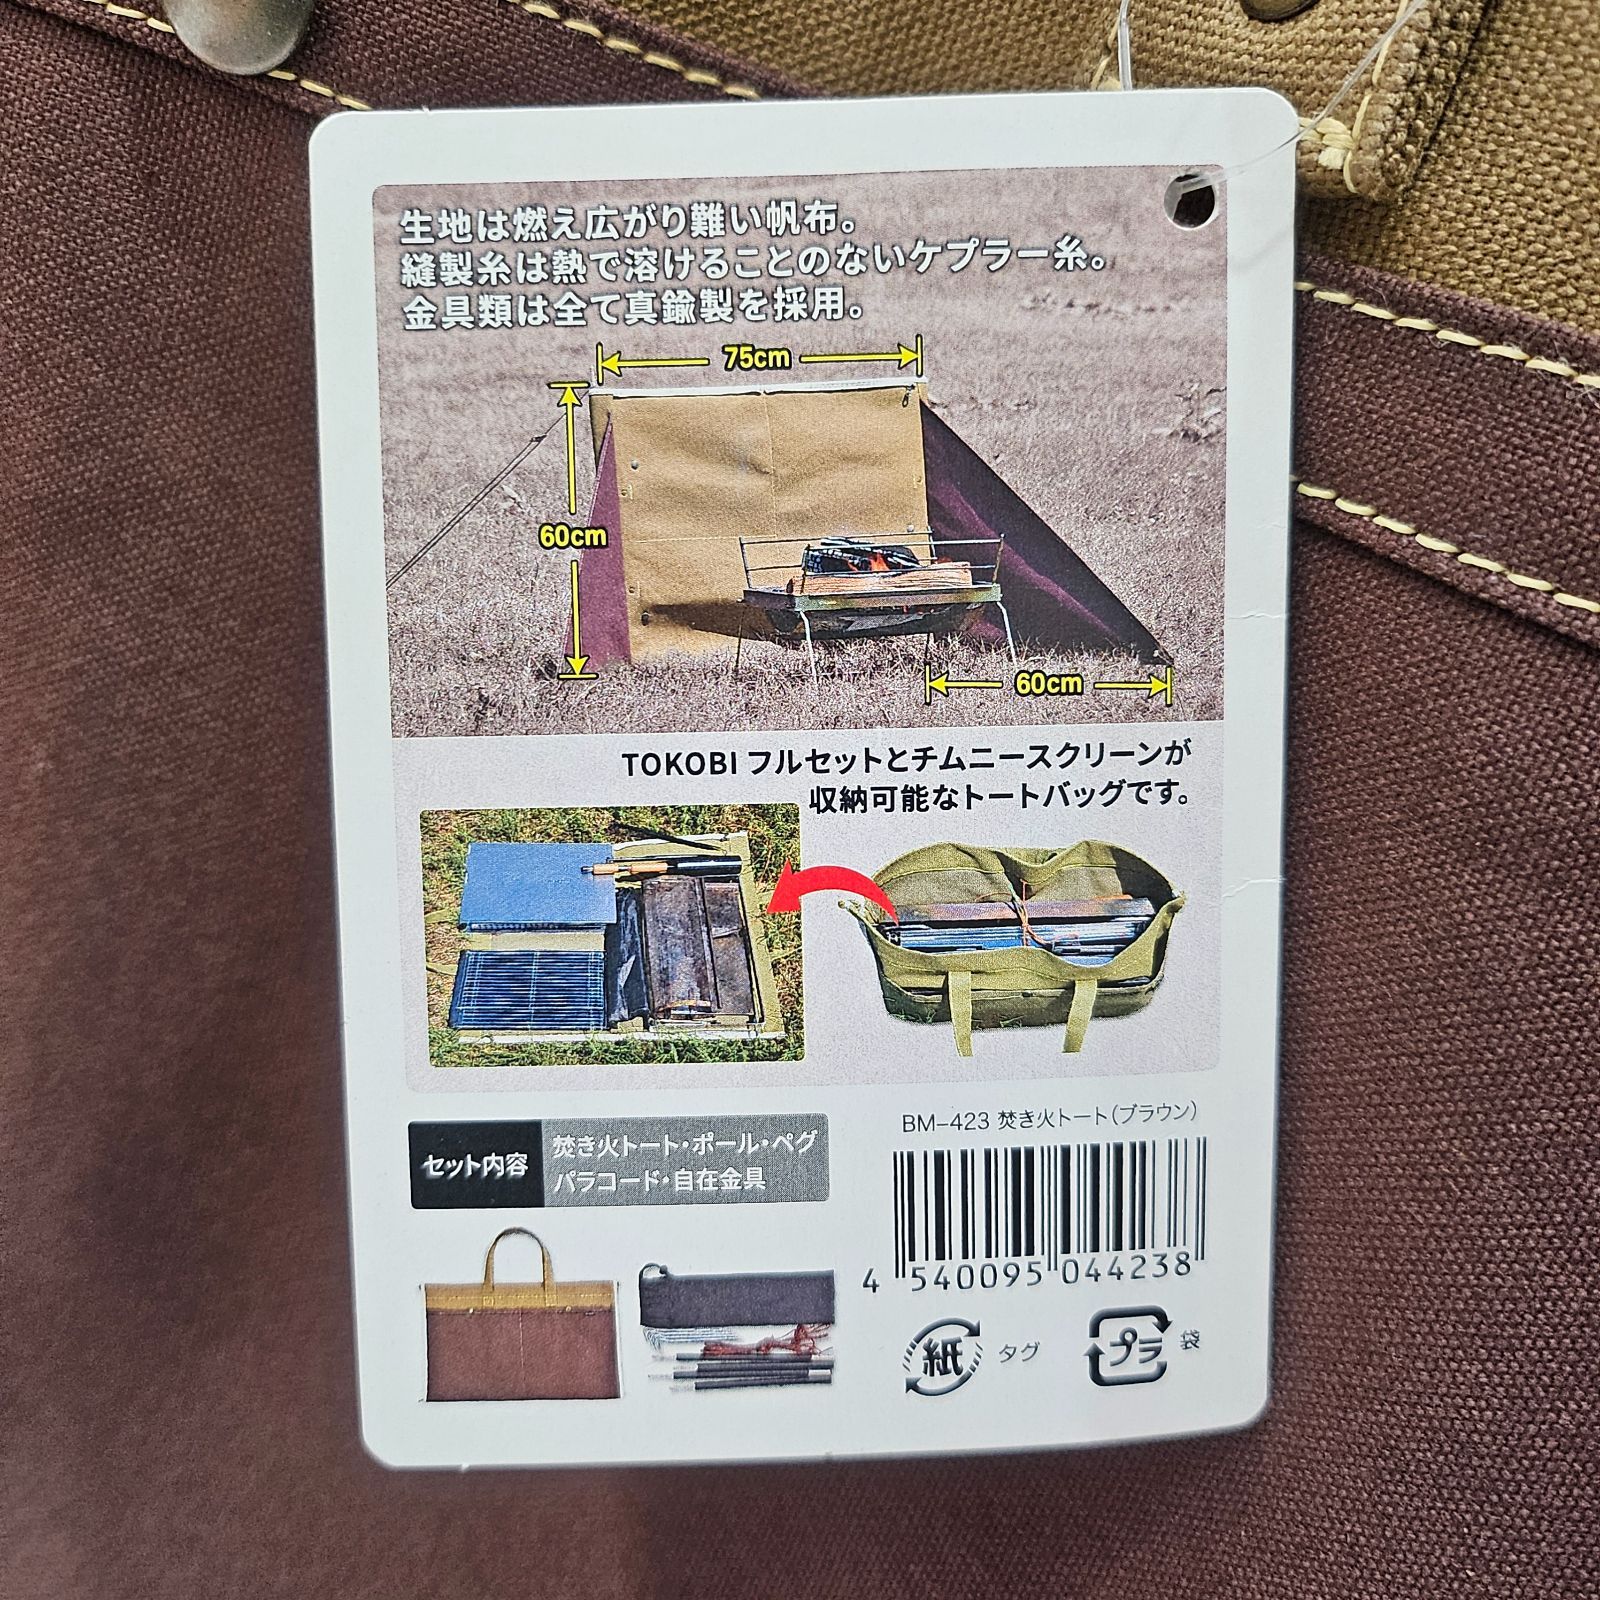 生地は燃え広がり難い帆布。
縫製糸は熱で溶けることのないケプラー糸。
金具類は全て真鍮製を採用。
75cm
60cm
60cm
TOKOBI フルセットとチムニースクリーンが
収納可能なトートバッグです。
BM-423 焚き火トート(ブラウン)
セット内容
焚き火トート・ポール・ペグ
パラコード・自在金具
4 540095 044238
紙 タグ
プラ 袋